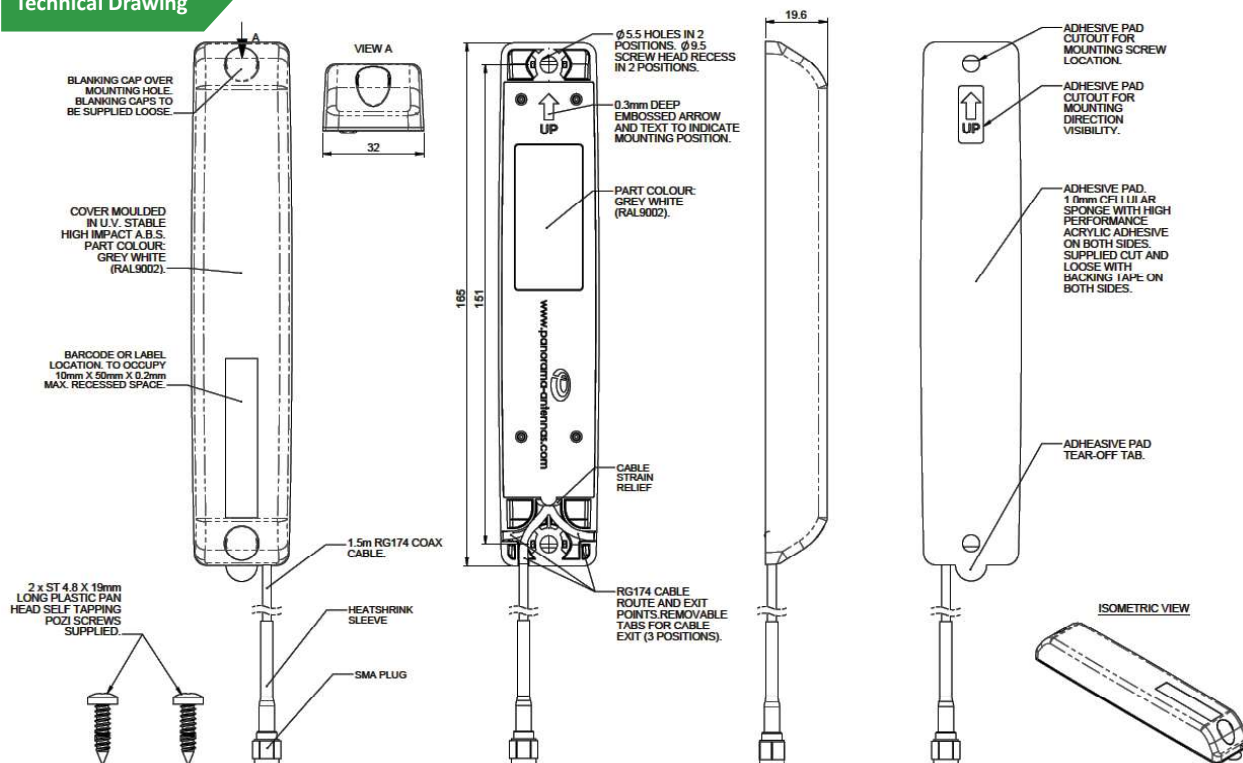 Technical Drawing
A
BLANKING CAP OVER
MOUNTING HOLE.
BLANKING CAPS TO
BE SUPPLIED LOOSE.
VIEW A
32
COVER MOULDED
IN U.V. STABLE
HIGH IMPACT A.B.S.
PART COLOUR:
GREY WHITE
(RAL9002).
BARCODE OR LABEL
LOCATION. TO OCCUPY
10mm X 50mm X 0.2mm
MAX. RECESSED SPACE.
1.5m RG174 COAX
CABLE.
2 x ST 4.8 X 19mm
LONG PLASTIC PAN
HEAD SELF TAPPING
POZI SCREWS
SUPPLIED.
HEATSHRINK
SLEEVE
SMA PLUG
165
151
UP
www.panorama-antennas.com
Ø5.5 HOLES IN 2
POSITIONS. Ø9.5
SCREW HEAD RECESS
IN 2 POSITIONS.
0.3mm DEEP
EMBOSSED ARROW
AND TEXT TO INDICATE
MOUNTING POSITION.
PART COLOUR:
GREY WHITE
(RAL9002).
CABLE
STRAIN
RELIEF
RG174 CABLE
ROUTE AND EXIT
POINTS.REMOVABLE
TABS FOR CABLE
EXIT (3 POSITIONS).
19.6
UP
ADHESIVE PAD
CUTOUT FOR
MOUNTING SCREW
LOCATION.
ADHESIVE PAD
CUTOUT FOR
MOUNTING
DIRECTION
VISIBILITY.
ADHESIVE PAD.
1.0mm CELLULAR
SPONGE WITH HIGH
PERFORMANCE
ACRYLIC ADHESIVE
ON BOTH SIDES.
SUPPLIED CUT AND
LOOSE WITH
BACKING TAPE ON
BOTH SIDES.
ADHEASIVE PAD
TEAR-OFF TAB.
ISOMETRIC VIEW